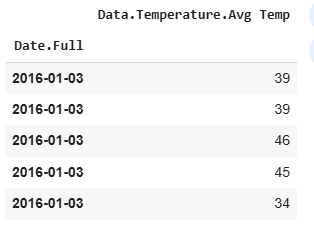 Data.Temperature.Avg Temp
Date.Full
2016-01-03 39
2016-01-03 39
2016-01-03 46
2016-01-03 45
2016-01-03 34